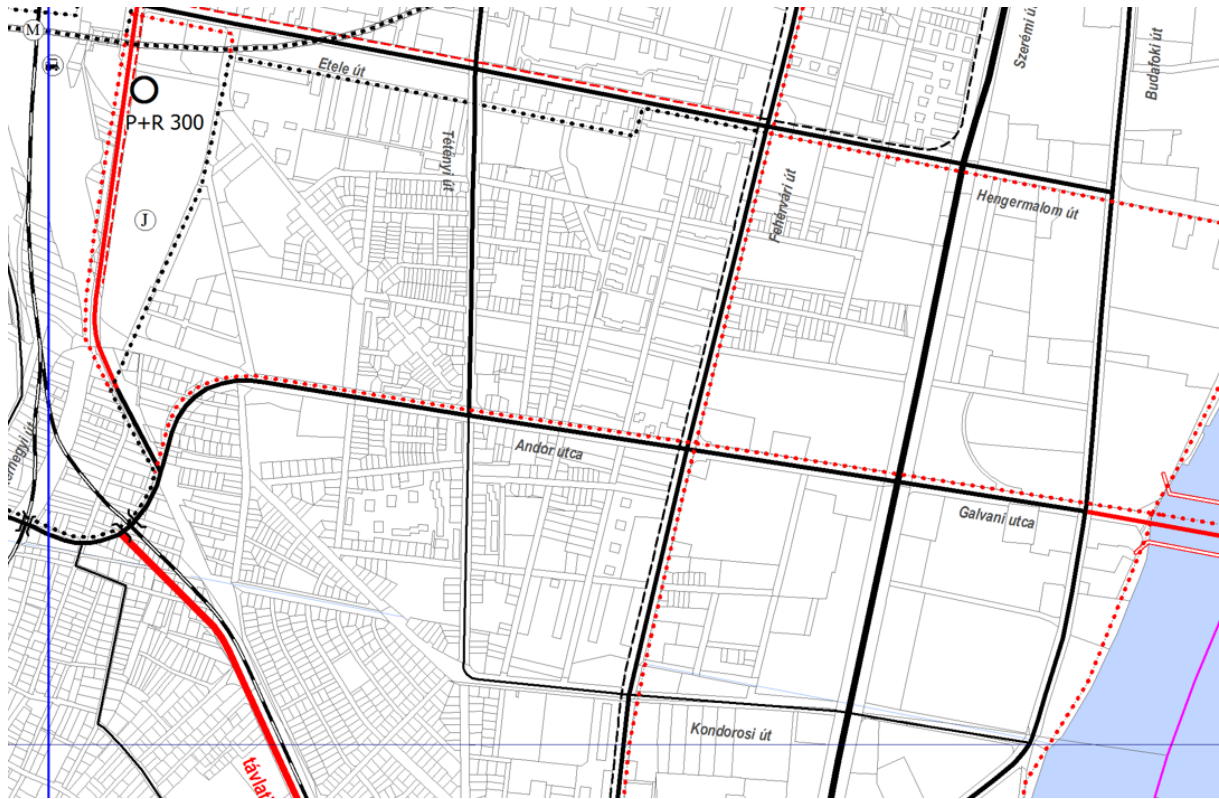 M
Szerémi ú
Budafoki út
Etele út
P+R 300
Tétényi út
Fehérvári út
Hengermalom út
J
Andor utca
Galvani utca
Kondorosi út
távlat